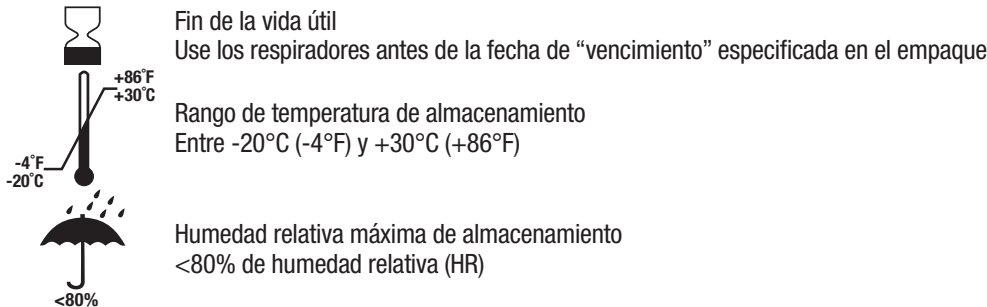 Fin de la vida útil
Use los respiradores antes de la fecha de “vencimiento” especificada en el empaque
+86˚F
+30˚C
Rango de temperatura de almacenamiento
Entre -20°C (-4°F) y +30°C (+86°F)
-4˚F
-20˚C
Humedad relativa máxima de almacenamiento
<80% de humedad relativa (HR)
<80%